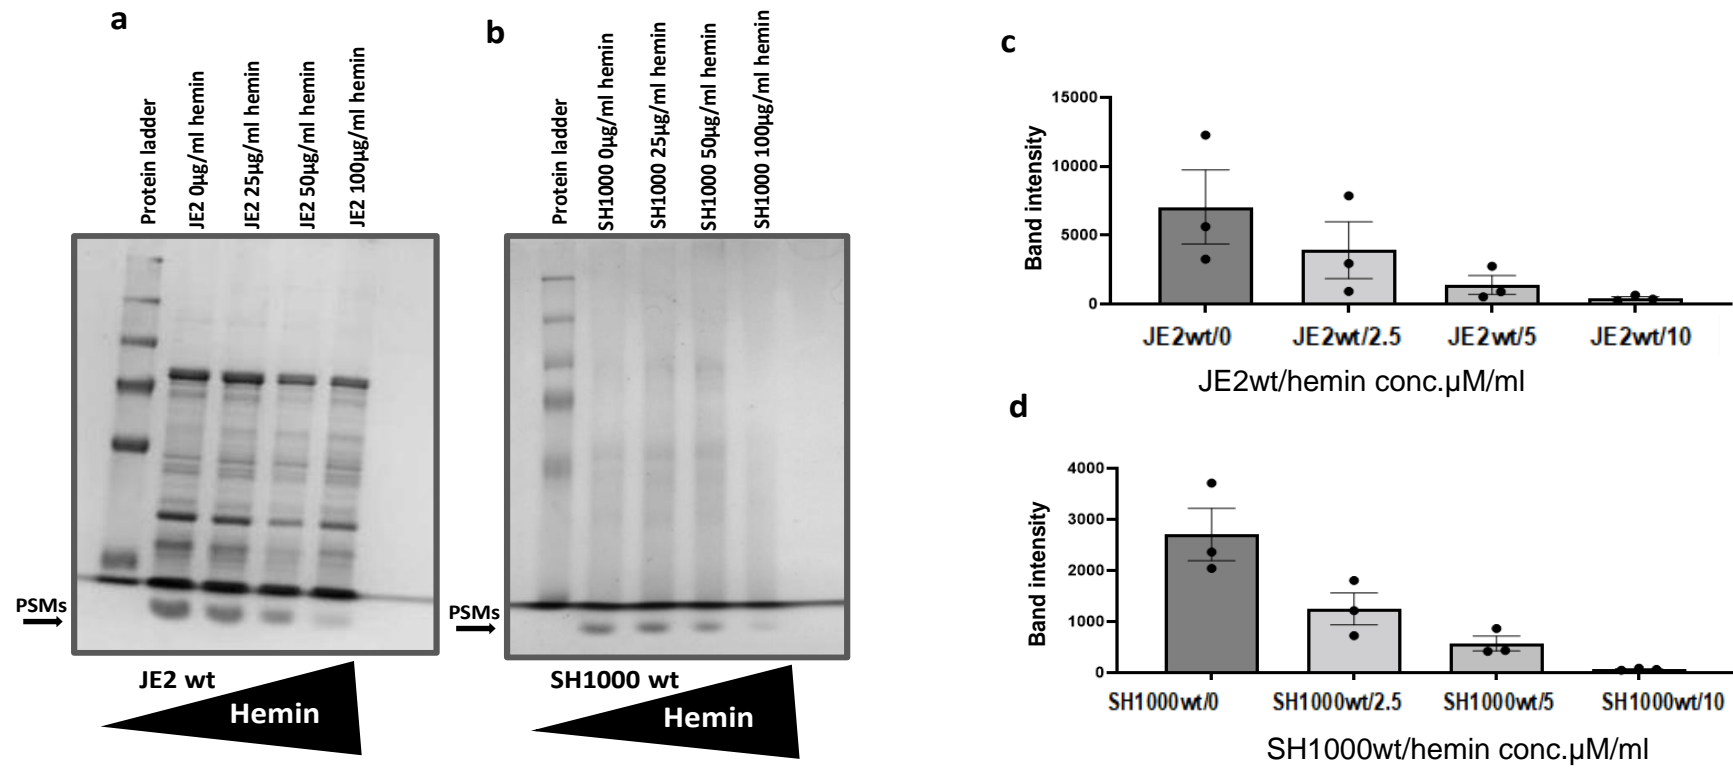 a
Protein ladder
JE2 0µg/ml hemin
JE2 25µg/ml hemin
JE2 50µg/ml hemin
JE2 100µg/ml hemin
PSMs
JE2 wt
Hemin
b
Protein ladder
SH1000 0µg/ml hemin
SH1000 25µg/ml hemin
SH1000 50µg/ml hemin
SH1000 100µg/ml hemin
PSMs
SH1000 wt
Hemin
c
Band intensity
15000
10000
5000
0
JE2wt/0 JE2wt/2.5 JE2wt/5 JE2wt/10
JE2wt/hemin conc.µM/ml
d
Band intensity
4000
3000
2000
1000
0
SH1000wt/0 SH1000wt/2.5 SH1000wt/5 SH1000wt/10
SH1000wt/hemin conc.µM/ml